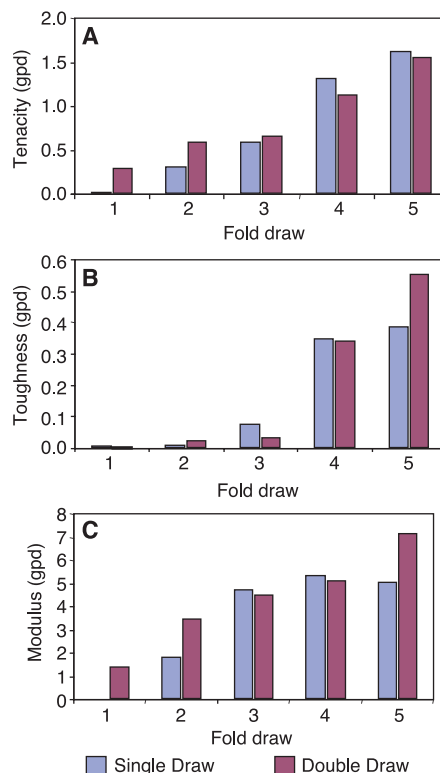 A
Tenacity (gpd)
2.0
1.5
1.0
0.5
0.0
1 2 3 4 5
Fold draw
B
Toughness (gpd)
0.6
0.5
0.4
0.3
0.2
0.1
0.0
1 2 3 4 5
Fold draw
C
Modulus (gpd)
8
7
6
5
4
3
2
1
0
1 2 3 4 5
Fold draw
Single Draw Double Draw